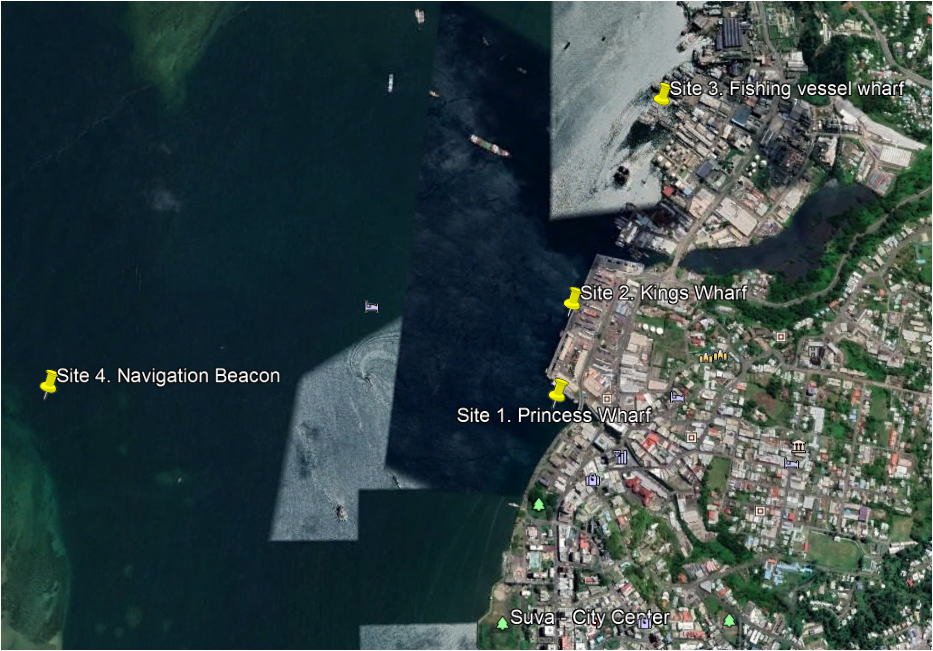 Site 3. Fishing vessel wharf
Site 2. Kings Wharf
Site 4. Navigation Beacon
Site 1. Princess Wharf
Suva - City Center